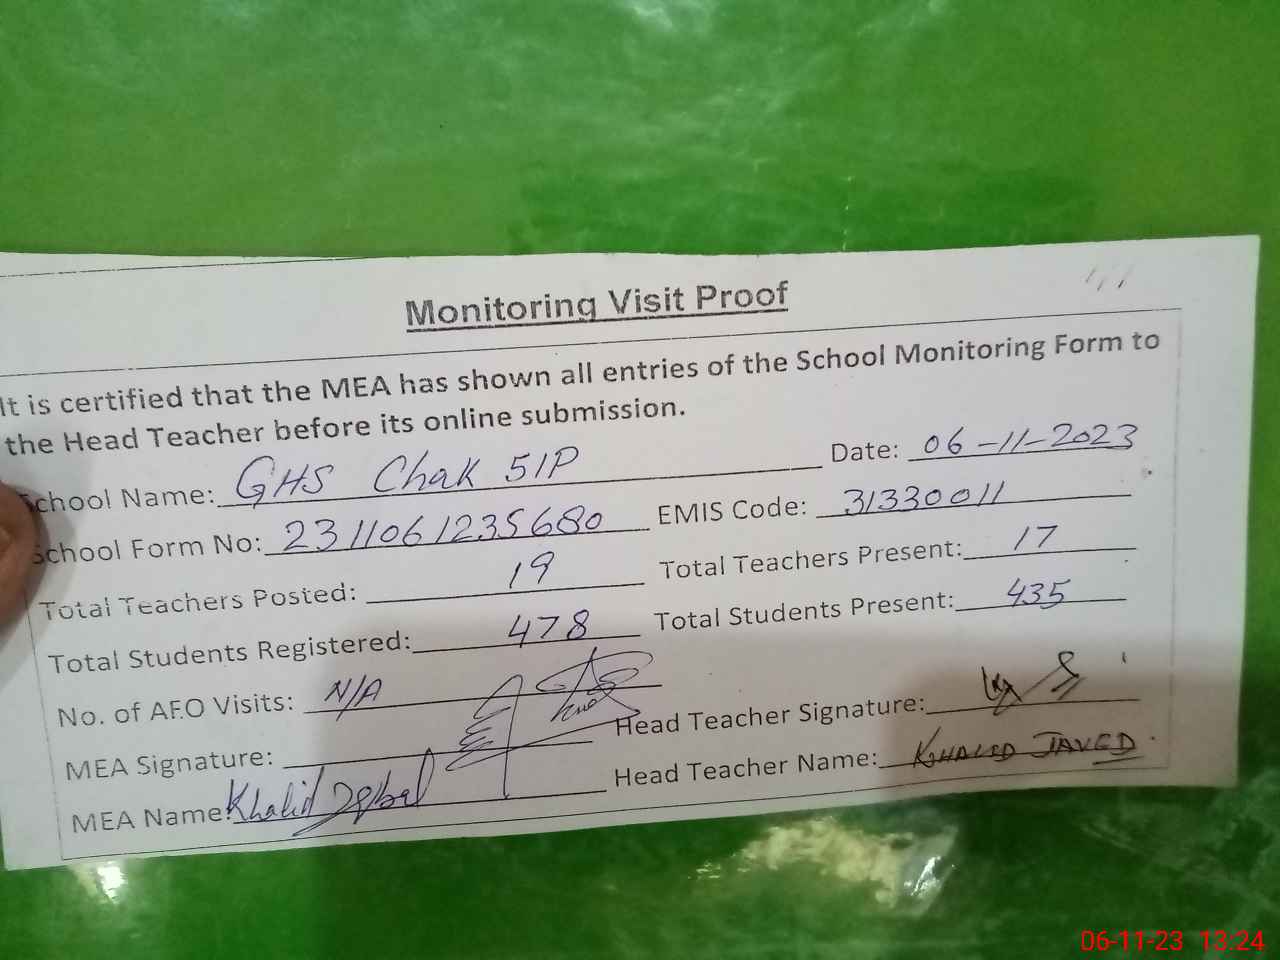 Monitoring Visit Proof
It is certified that the MEA has shown all entries of the School Monitoring Form to
the Head Teacher before its online submission.
School Name: GHS Chak 51P Date: 06-11-2023
School Form No: 2311061235680 EMIS Code: 31330011
Total Teachers Posted: 19 Total Teachers Present: 17
Total Students Registered: 478 Total Students Present: 435
No. of AFO Visits: N/A
MEA Signature: Head Teacher Signature:
MEA Name: Khalid Iqbal Head Teacher Name: KHALID JAVED
06-11-23 13:24